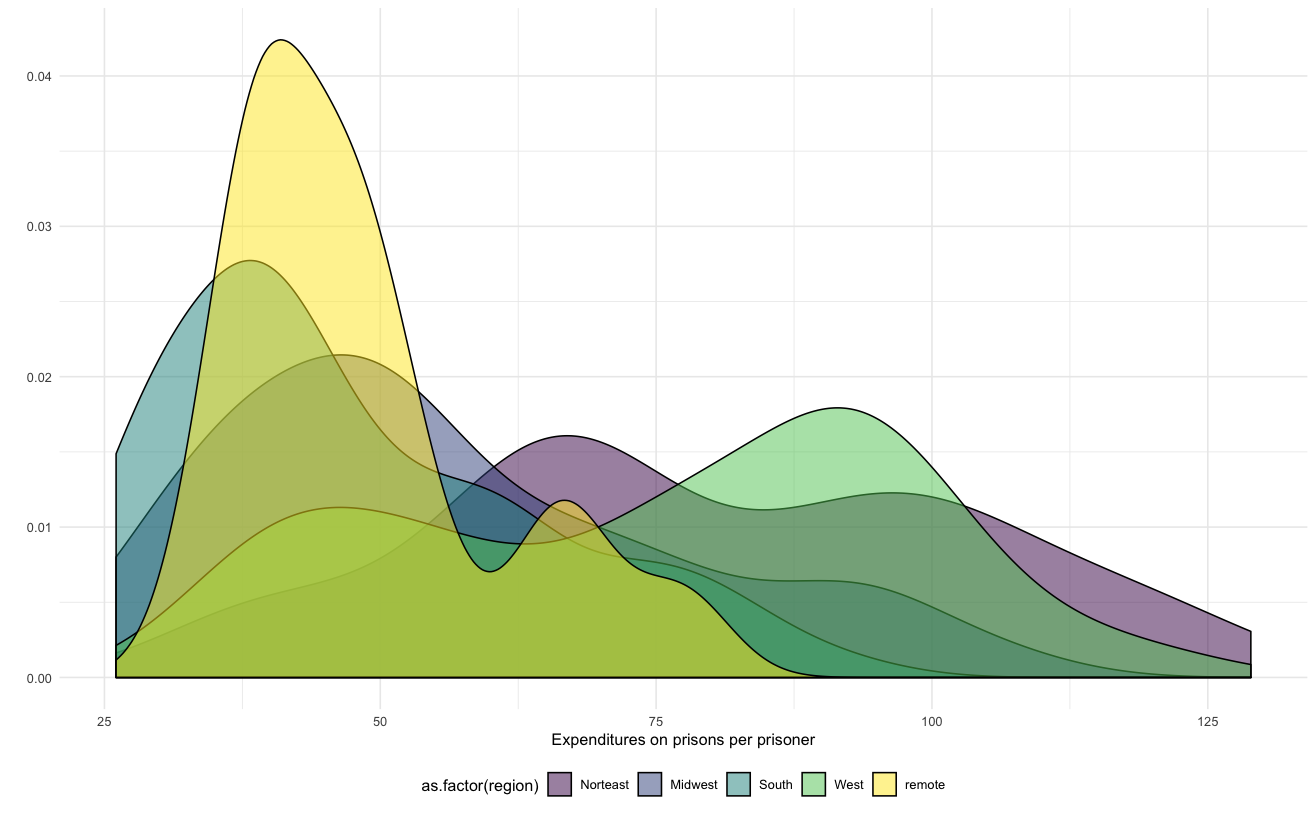 0.04
0.03
0.02
0.01
0.00
25 50 75 100 125
Expenditures on prisons per prisoner
as.factor(region) Norteast Midwest South West remote